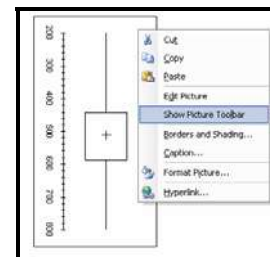 200
300
400
500
600
700
800
Cut
Copy
Paste
Edit Picture
Show Picture Toolbar
Borders and Shading...
Caption...
Format Picture...
Hyperlink...